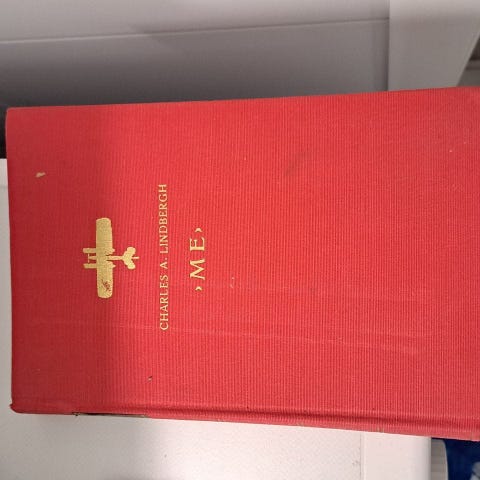 CHARLES A. LINDBERGH
›ME›